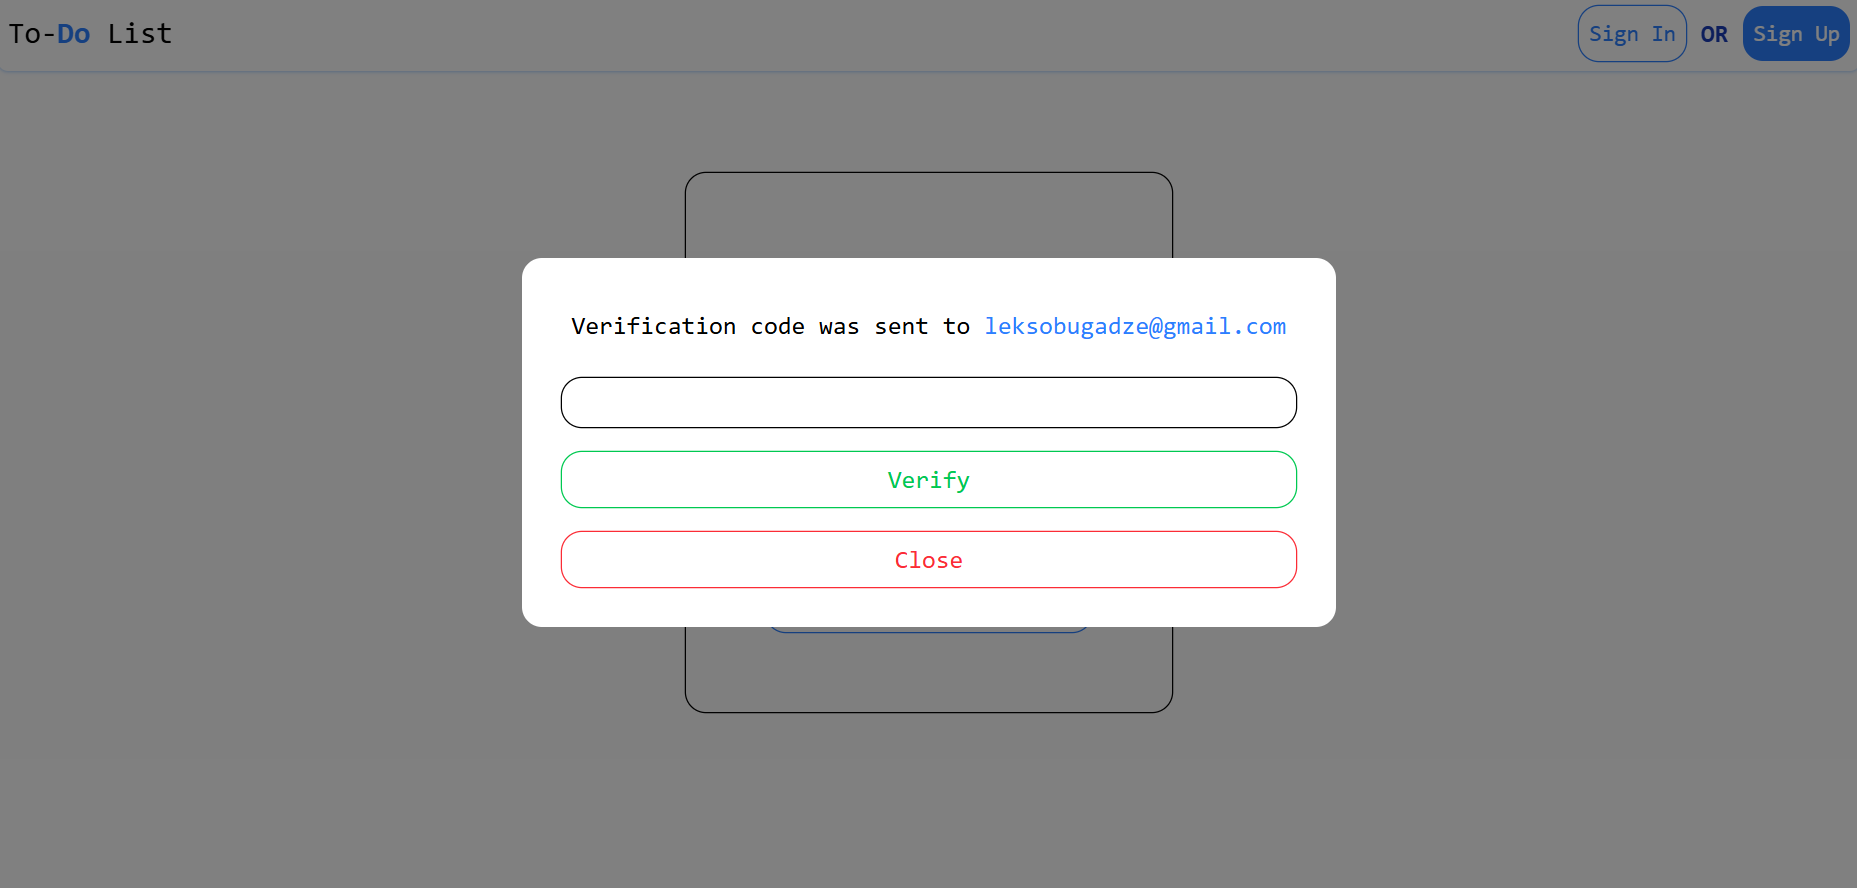 To-Do List
Sign In OR Sign Up
Verification code was sent to leksobugadze@gmail.com
Verify
Close